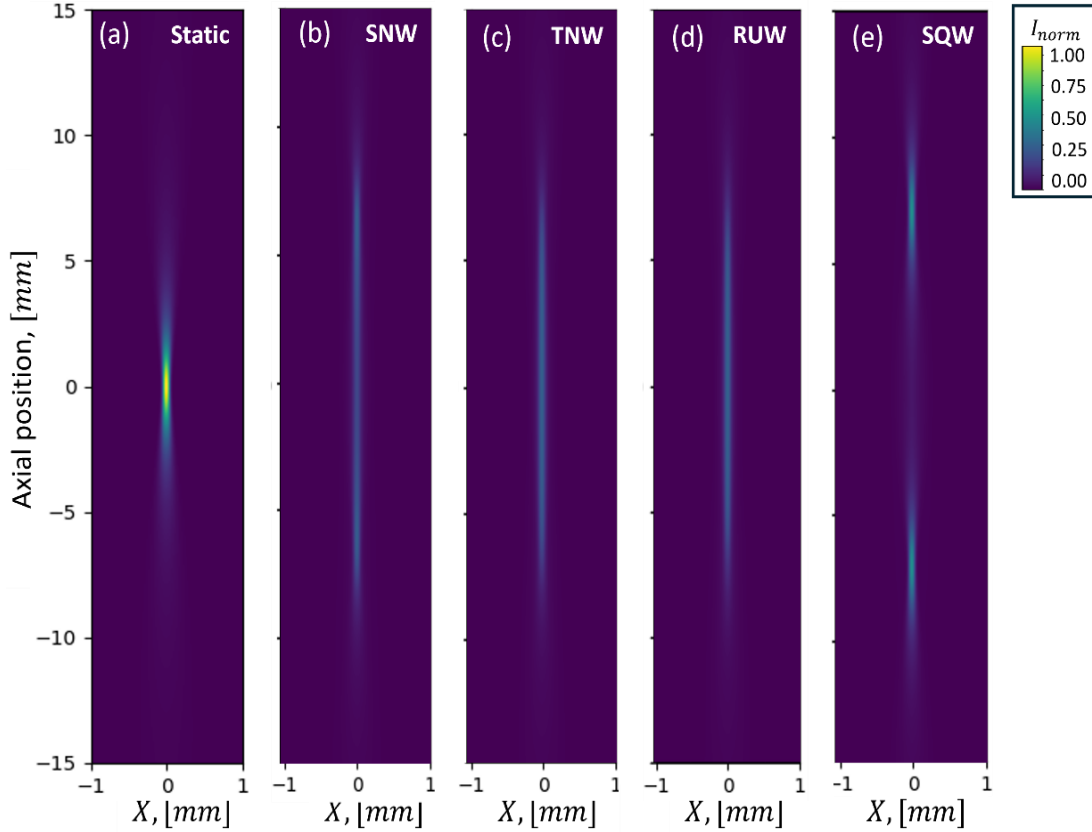 (a) Static
(b) SNW
(c) TNW
(d) RUW
(e) SQW
I_norm
1.00
0.75
0.50
0.25
0.00
Axial position, [mm]
15
10
5
0
−5
−10
−15
−1 0 1
X, [mm]
−1 0 1
X, [mm]
−1 0 1
X, [mm]
−1 0 1
X, [mm]
−1 0 1
X, [mm]